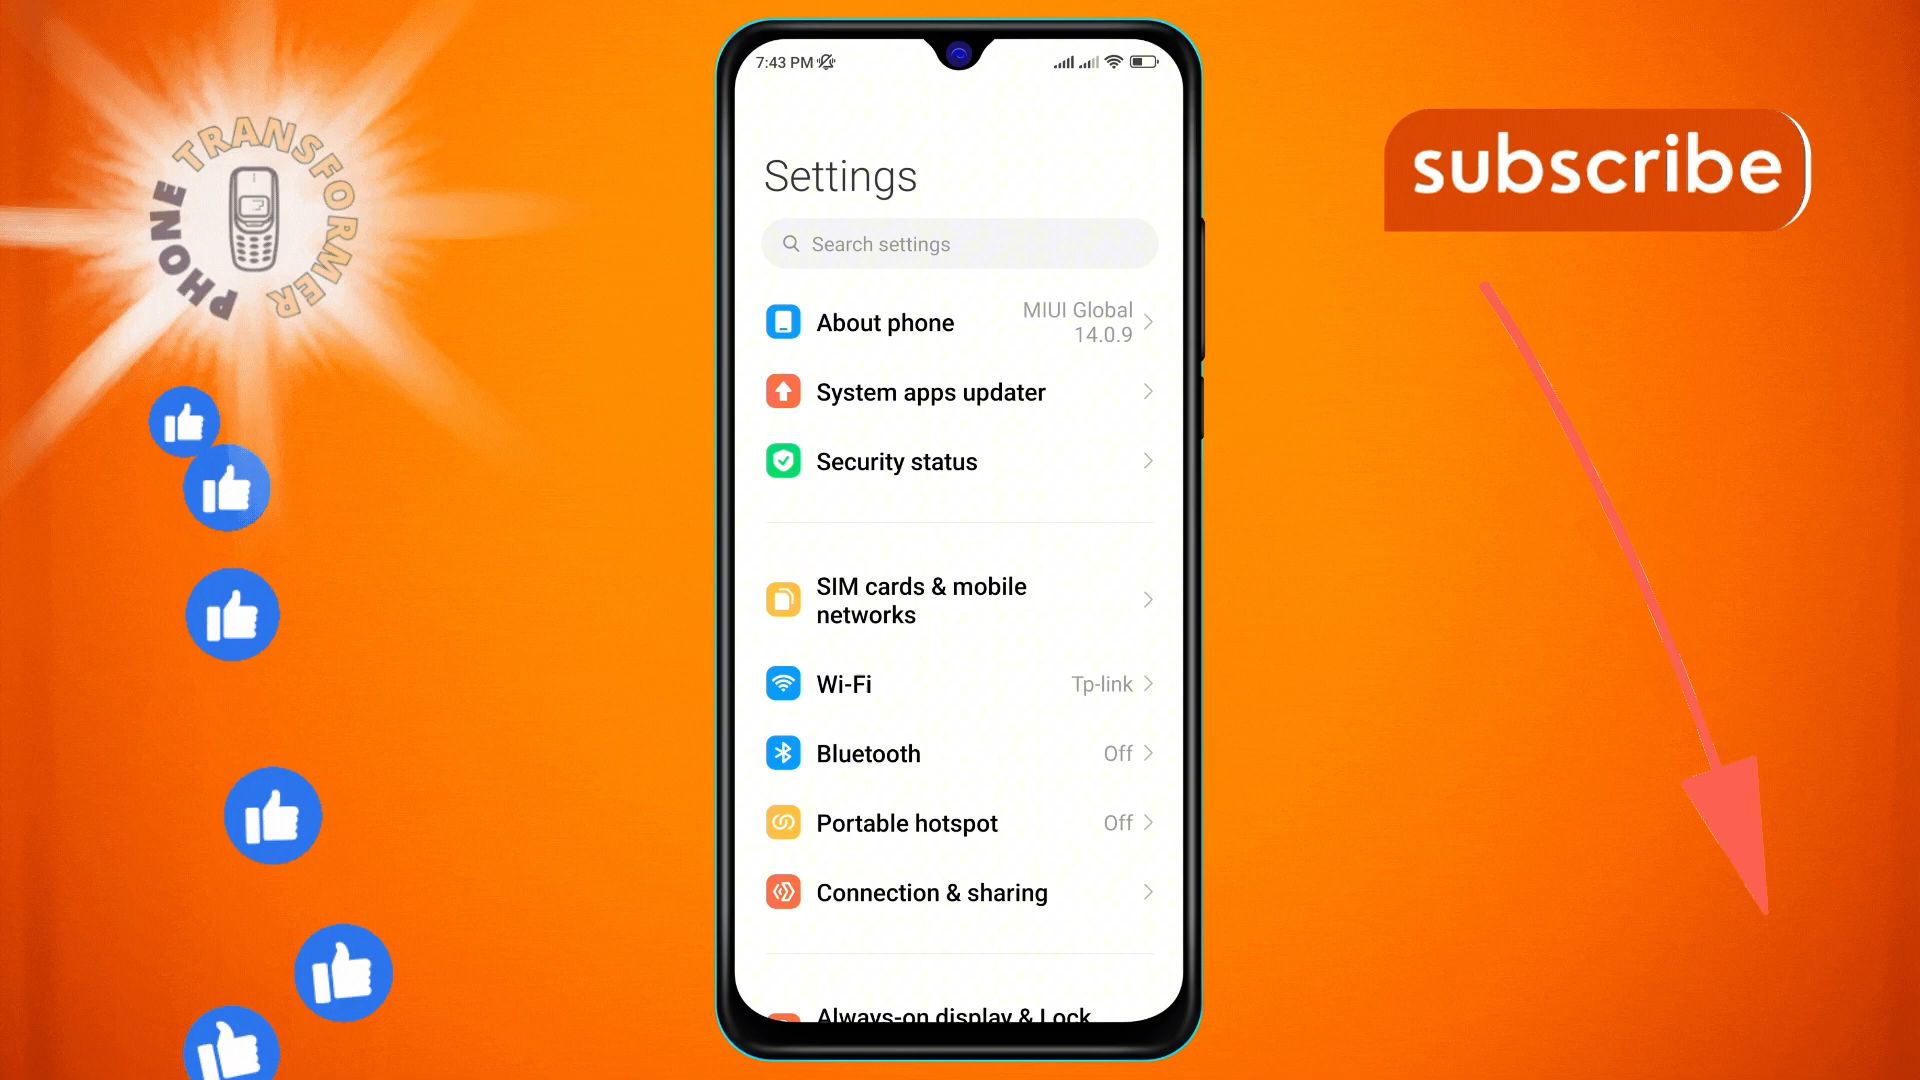 PHONE TRANSFORMER
subscribe
7:43 PM
Settings
Search settings
About phone
MIUI Global
14.0.9
System apps updater
Security status
SIM cards & mobile
networks
Wi-Fi
Tp-link
Bluetooth
Off
Portable hotspot
Off
Connection & sharing
Always-on display & Lock